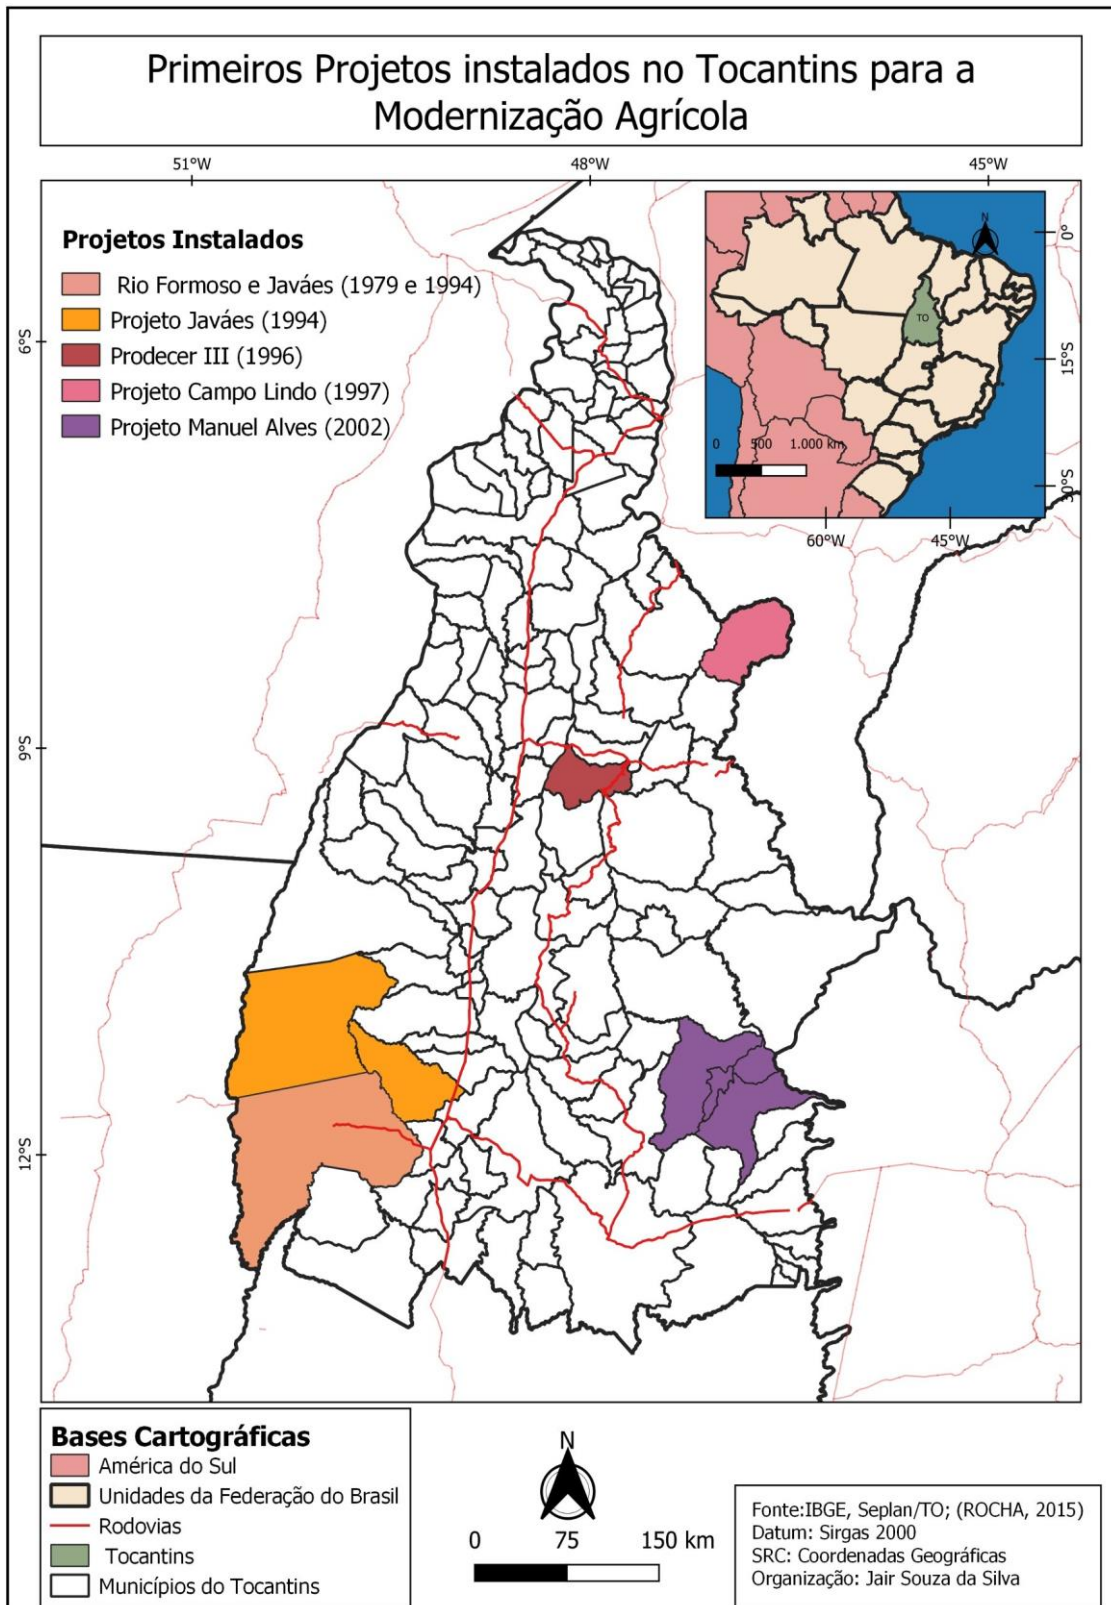 Primeiros Projetos instalados no Tocantins para a
Modernização Agrícola
51°W
48°W
45°W
6°S
9°S
12°S
Projetos Instalados
Rio Formoso e Javáes (1979 e 1994)
Projeto Javáes (1994)
Prodecer III (1996)
Projeto Campo Lindo (1997)
Projeto Manuel Alves (2002)
N
TO
0 500 1.000 km
0°
15°S
30°S
60°W
45°W
Bases Cartográficas
América do Sul
Unidades da Federação do Brasil
Rodovias
Tocantins
Municípios do Tocantins
N
0 75 150 km
Fonte:IBGE, Seplan/TO; (ROCHA, 2015)
Datum: Sirgas 2000
SRC: Coordenadas Geográficas
Organização: Jair Souza da Silva